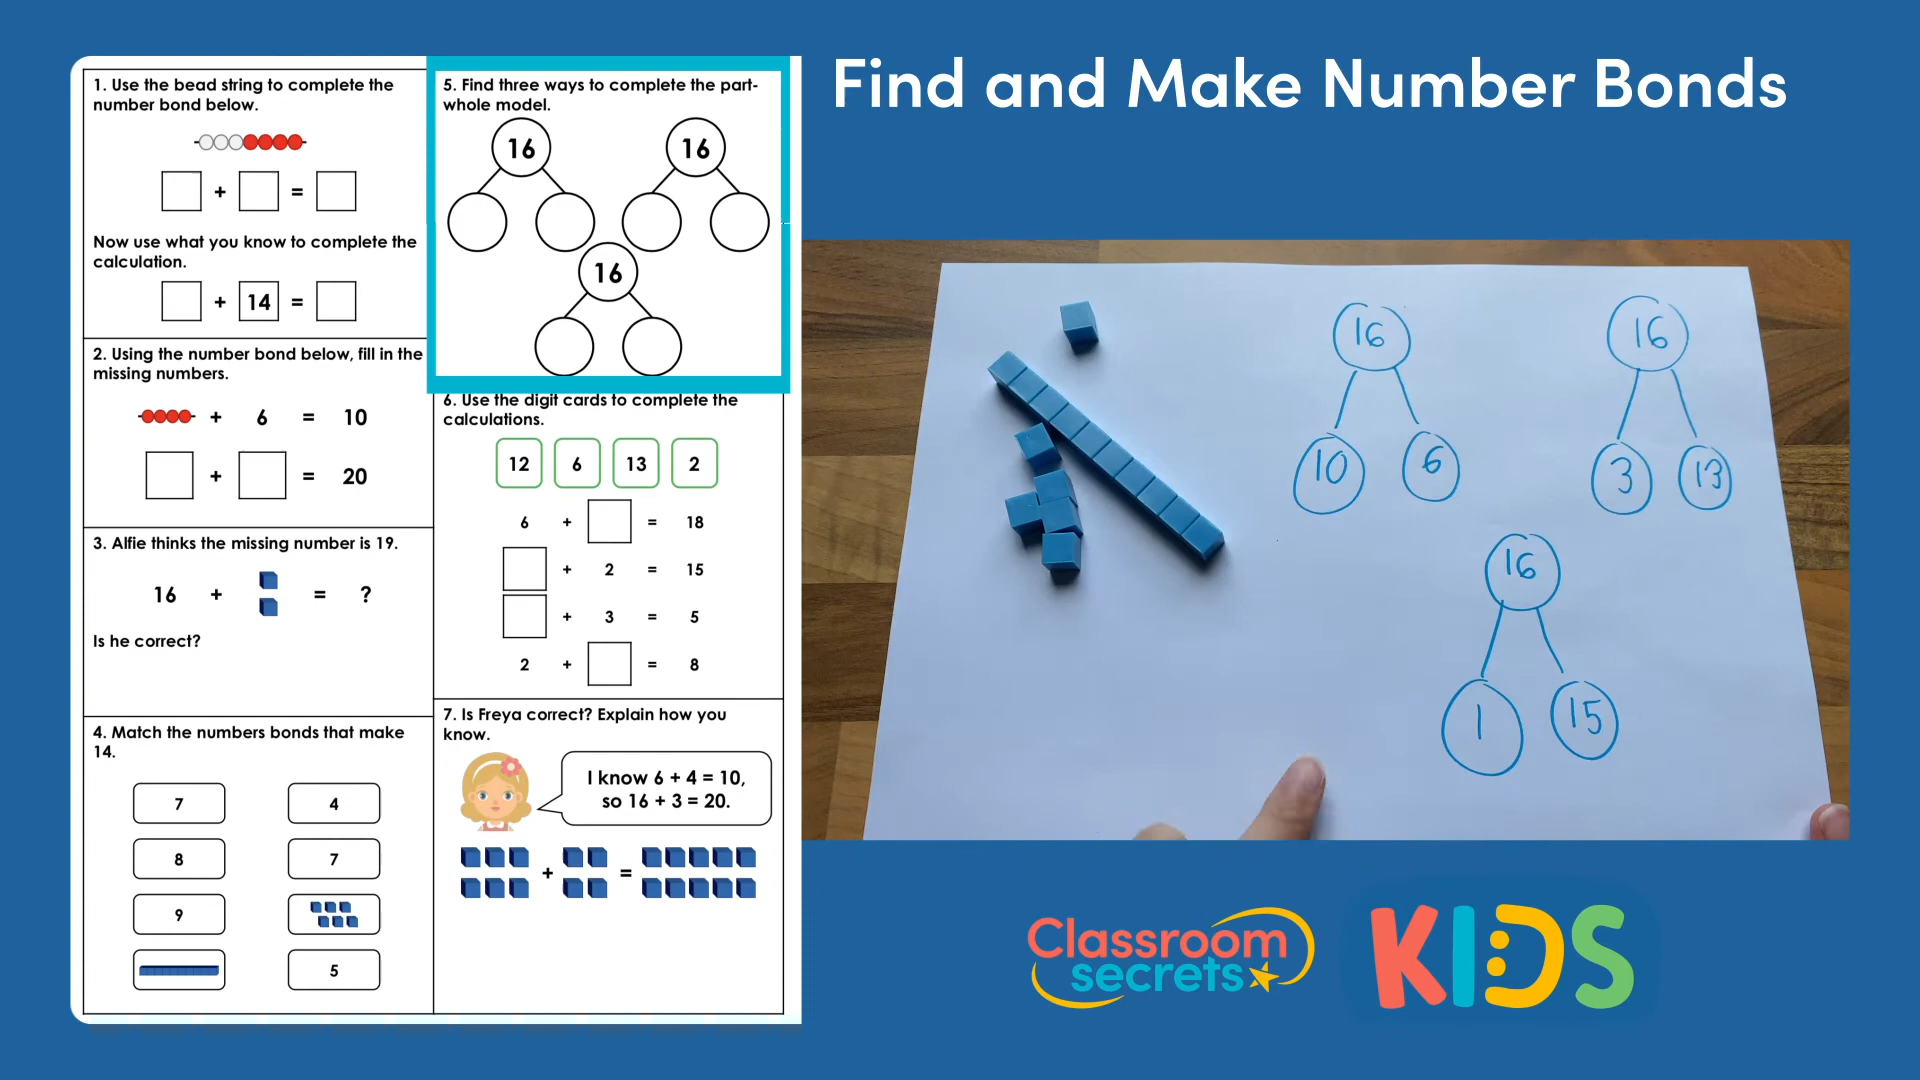 Find and Make Number Bonds
1. Use the bead string to complete the
number bond below.
+ =
Now use what you know to complete the
calculation.
+ 14 =
2. Using the number bond below, fill in the
missing numbers.
+ 6 = 10
+ = 20
3. Alfie thinks the missing number is 19.
16 + = ?
Is he correct?
4. Match the numbers bonds that make
14.
7 4
8 7
9
5
5. Find three ways to complete the part-
whole model.
16 16
16
6. Use the digit cards to complete the
calculations.
12 6 13 2
6 + = 18
+ 2 = 15
+ 3 = 5
2 + = 8
7. Is Freya correct? Explain how you
know.
I know 6 + 4 = 10,
so 16 + 3 = 20.
+ =
16 16
10 6 3 13
16
1 15
Classroom
secrets
KIDS